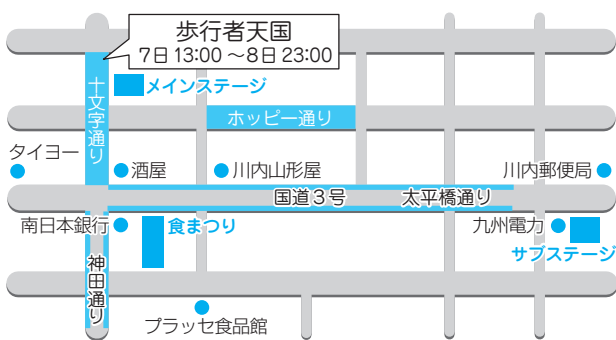 歩行者天国
7日 13:00 〜8日 23:00
十文字通り
メインステージ
ホッピー通り
タイヨー
酒屋
川内山形屋
川内郵便局
国道3号
太平橋通り
南日本銀行
食まつり
九州電力
サブステージ
神田通り
プラッセ食品館